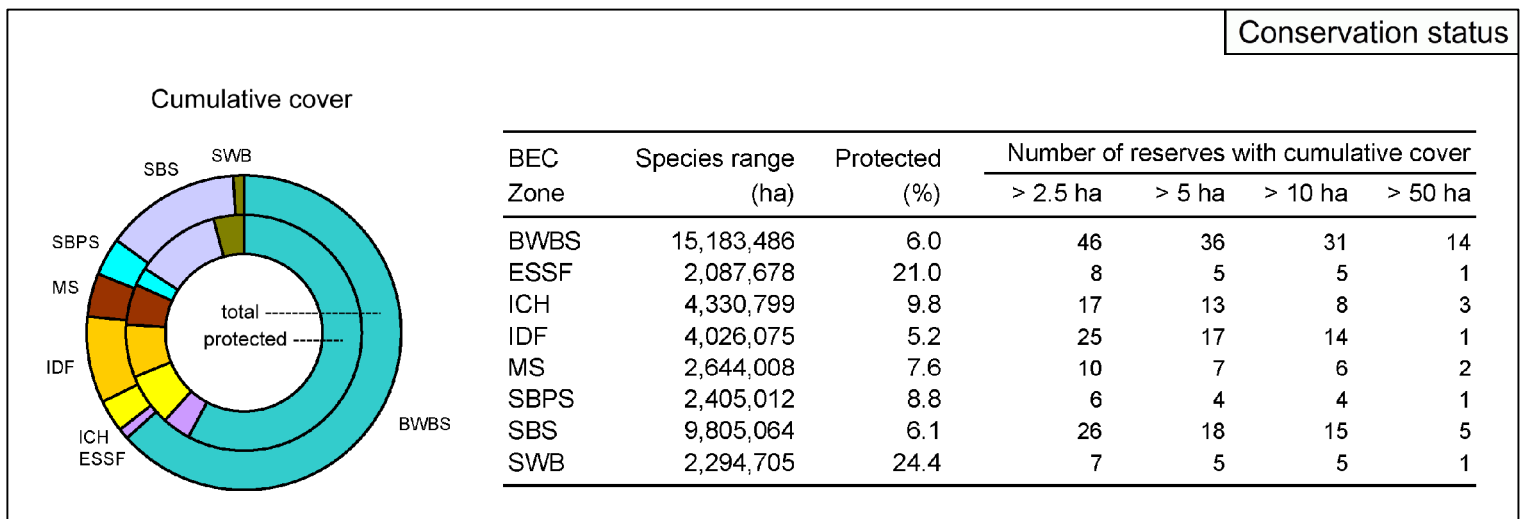 Conservation status
Cumulative cover
SWB
SBS
SBPS
MS
IDF
ICH
ESSF
BWBS
total
protected
BEC Zone Species range (ha) Protected (%) Number of reserves with cumulative cover
> 2.5 ha > 5 ha > 10 ha > 50 ha
BWBS 15,183,486 6.0 46 36 31 14
ESSF 2,087,678 21.0 8 5 5 1
ICH 4,330,799 9.8 17 13 8 3
IDF 4,026,075 5.2 25 17 14 1
MS 2,644,008 7.6 10 7 6 2
SBPS 2,405,012 8.8 6 4 4 1
SBS 9,805,064 6.1 26 18 15 5
SWB 2,294,705 24.4 7 5 5 1